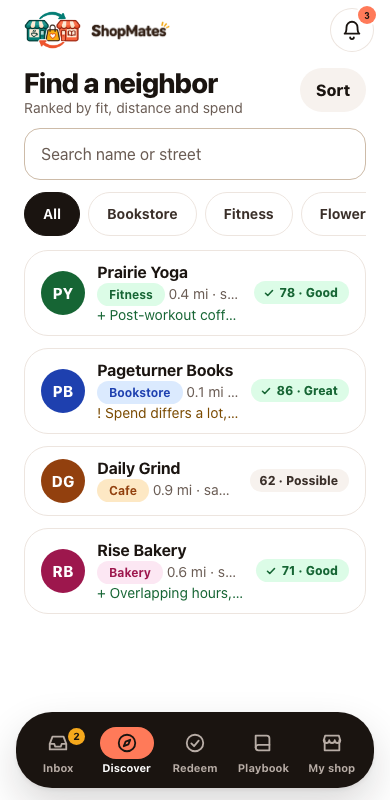 ShopMates
3
Find a neighbor
Ranked by fit, distance and spend
Sort
Search name or street
All
Bookstore
Fitness
Flower
PY
Prairie Yoga
Fitness 0.4 mi · s...
+ Post-workout coff...
✓ 78 · Good
PB
Pageturner Books
Bookstore 0.1 mi ...
! Spend differs a lot,...
✓ 86 · Great
DG
Daily Grind
Cafe 0.9 mi · sa...
62 · Possible
RB
Rise Bakery
Bakery 0.6 mi · s...
+ Overlapping hours,...
✓ 71 · Good
2
Inbox
Discover
Redeem
Playbook
My shop